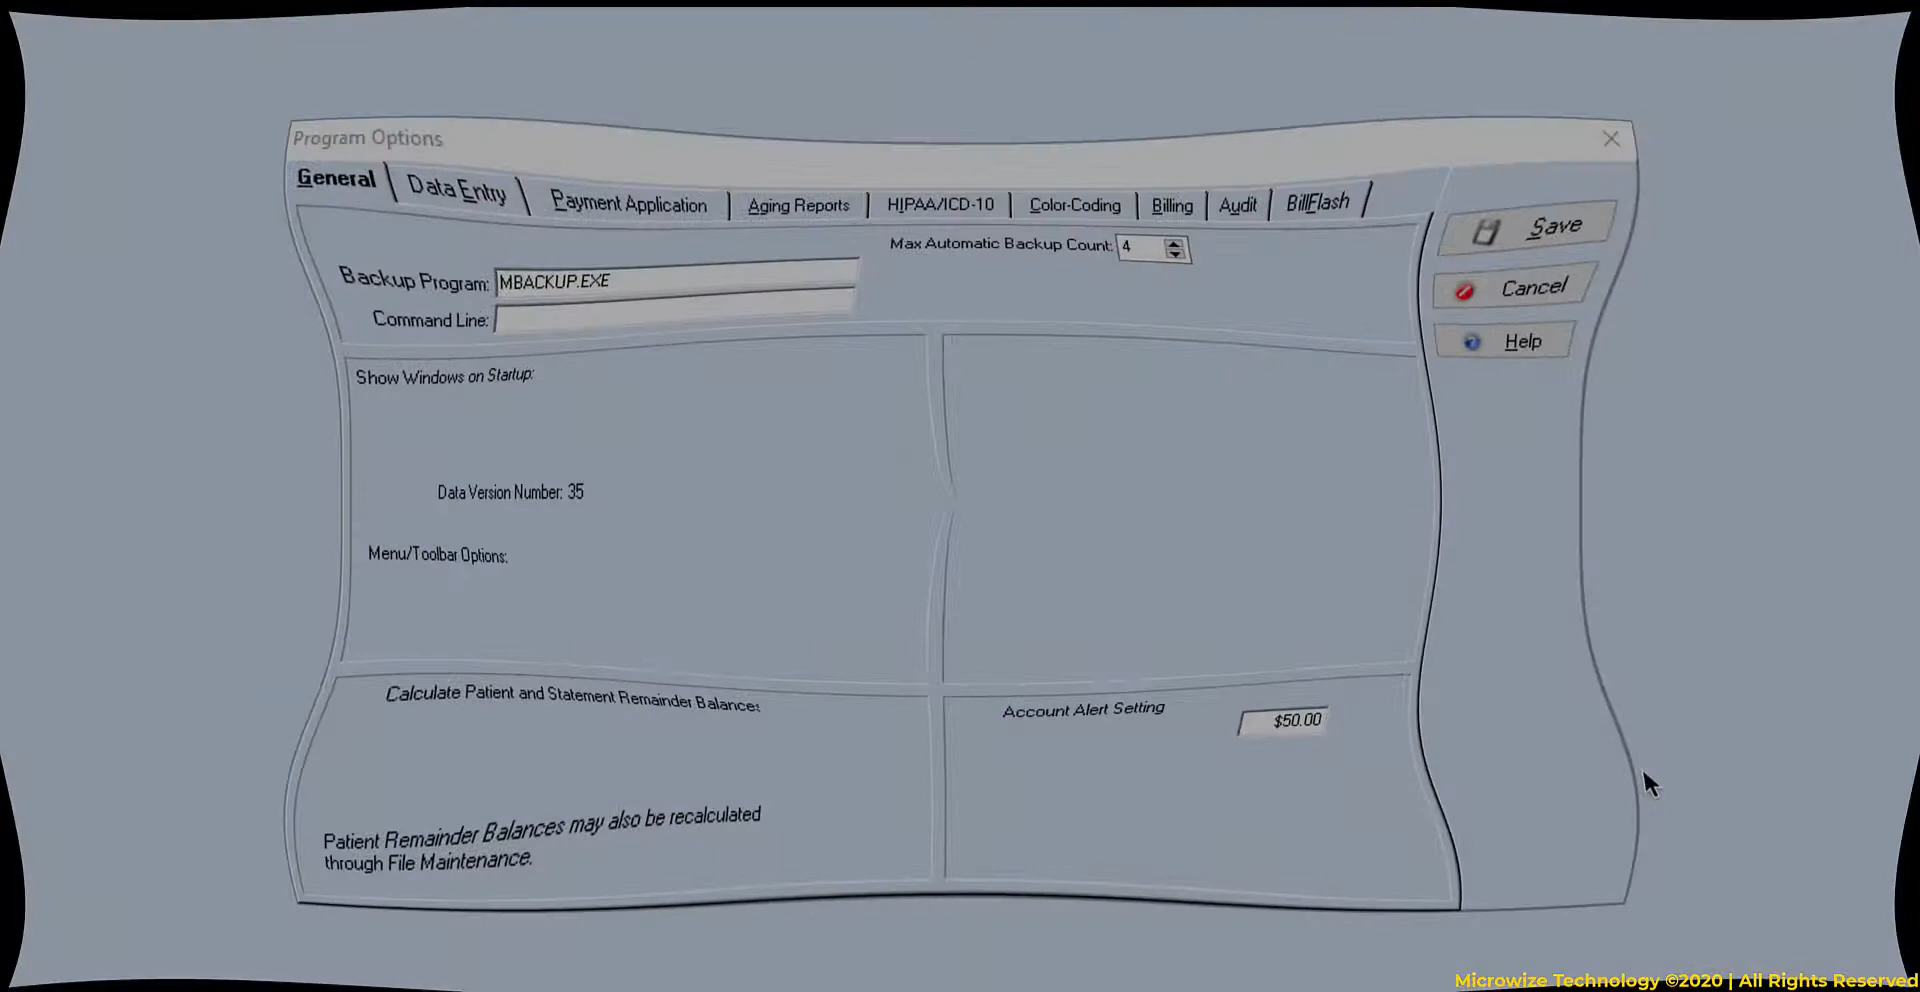 Program Options
General Data Entry Payment Application Aging Reports HIPAA/ICD-10 Color-Coding Billing Audit BillFlash
Max Automatic Backup Count: 4
Backup Program: MBACKUP.EXE
Command Line:
Save
Cancel
Help
Show Windows on Startup:
Data Version Number: 35
Menu/Toolbar Options:
Calculate Patient and Statement Remainder Balances
Account Alert Setting $50.00
Patient Remainder Balances may also be recalculated
through File Maintenance.
Microwize Technology ©2020 | All Rights Reserved